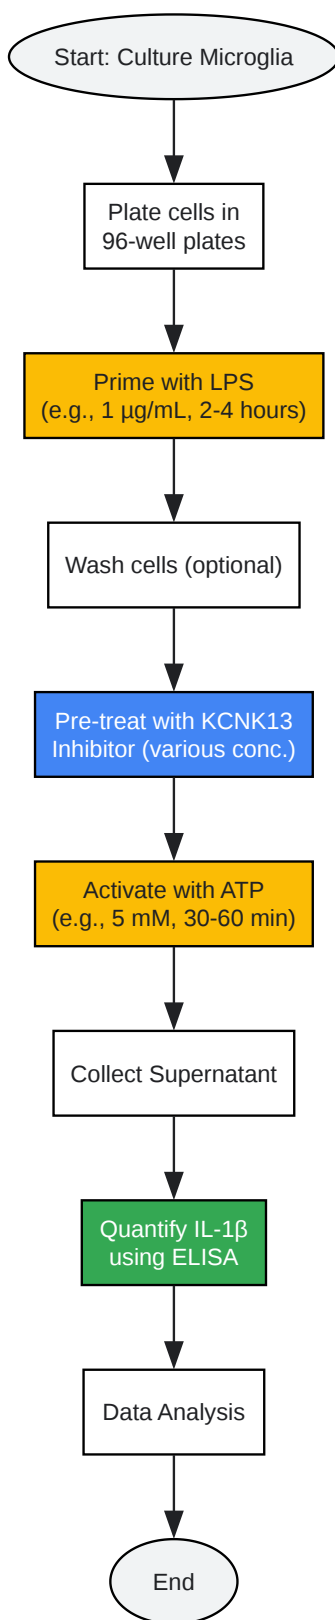 Start: Culture Microglia
Plate cells in
96-well plates
Prime with LPS
(e.g., 1 µg/mL, 2-4 hours)
Wash cells (optional)
Pre-treat with KCNK13
Inhibitor (various conc.)
Activate with ATP
(e.g., 5 mM, 30-60 min)
Collect Supernatant
Quantify IL-1β
using ELISA
Data Analysis
End